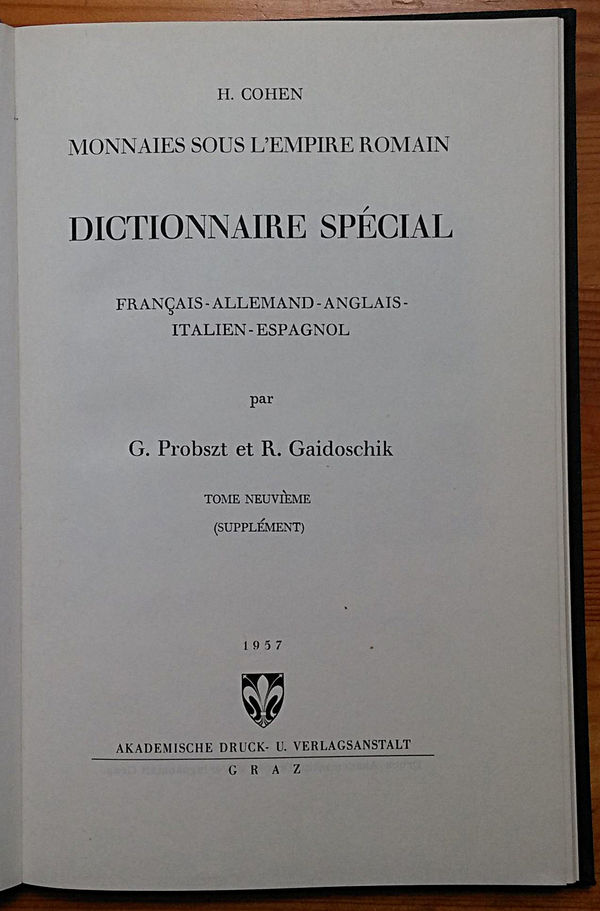 H. COHEN
MONNAIES SOUS L'EMPIRE ROMAIN
DICTIONNAIRE SPÉCIAL
FRANÇAIS-ALLEMAND-ANGLAIS-
ITALIEN-ESPAGNOL
par
G. Probszt et R. Gaidoschik
TOME NEUVIÈME
(SUPPLÉMENT)
1957
AKADEMISCHE DRUCK- U. VERLAGSANSTALT
GRAZ